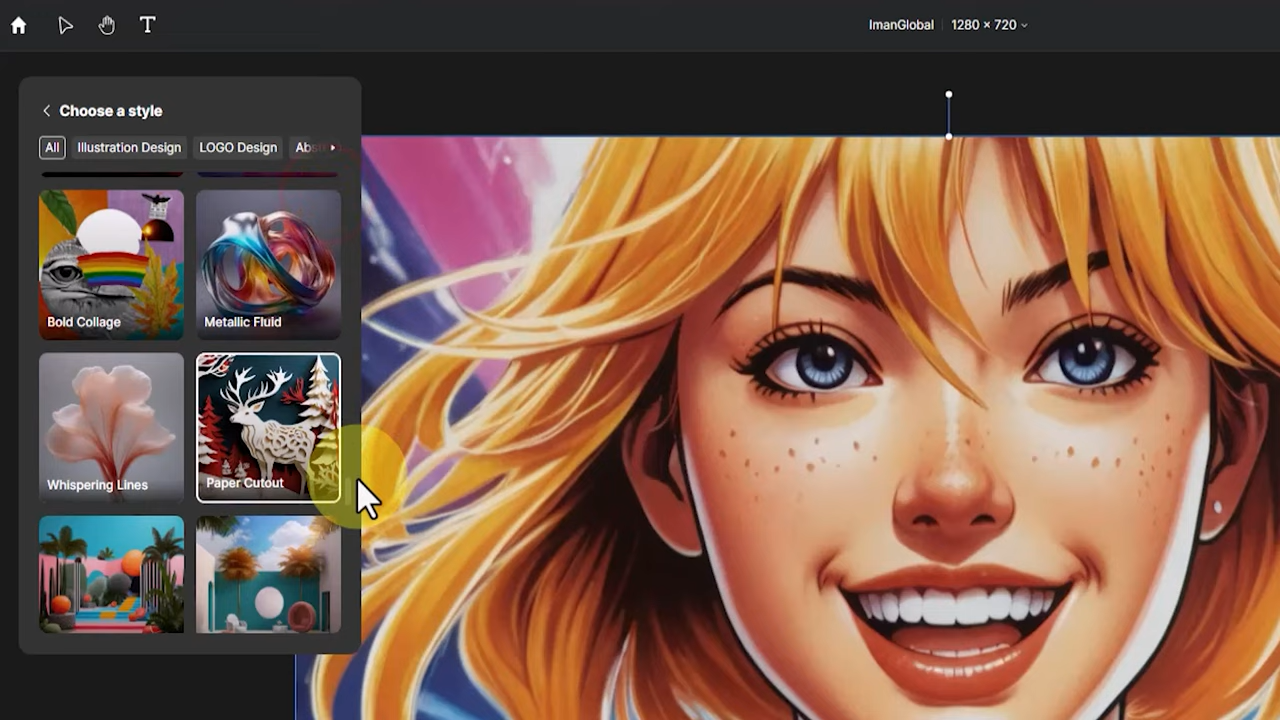 T
ImanGlobal
1280 × 720
Choose a style
All
Illustration Design
LOGO Design
Bold Collage
Metallic Fluid
Whispering Lines
Paper Cutout